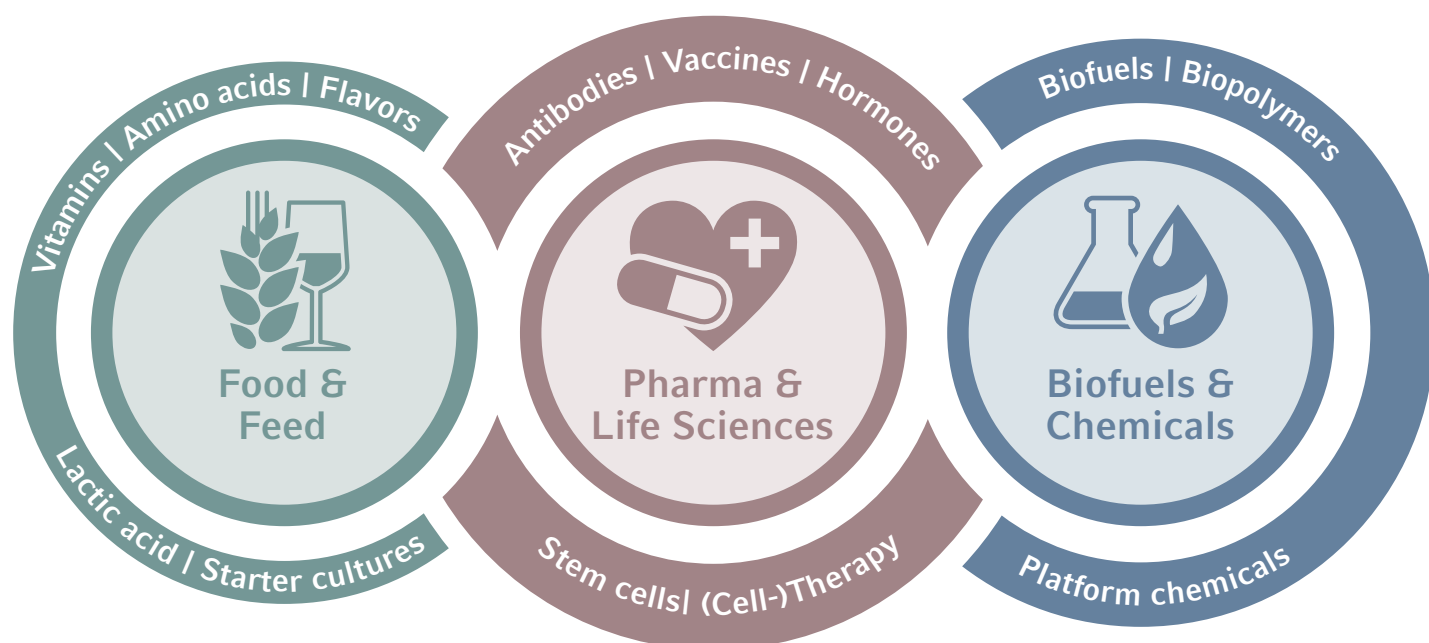 Vitamins | Amino acids | Flavors
Food &
Feed
Lactic acid | Starter cultures
Antibodies | Vaccines | Hormones
Pharma &
Life Sciences
Stem cells| (Cell-)Therapy
Biofuels | Biopolymers
Biofuels &
Chemicals
Platform chemicals